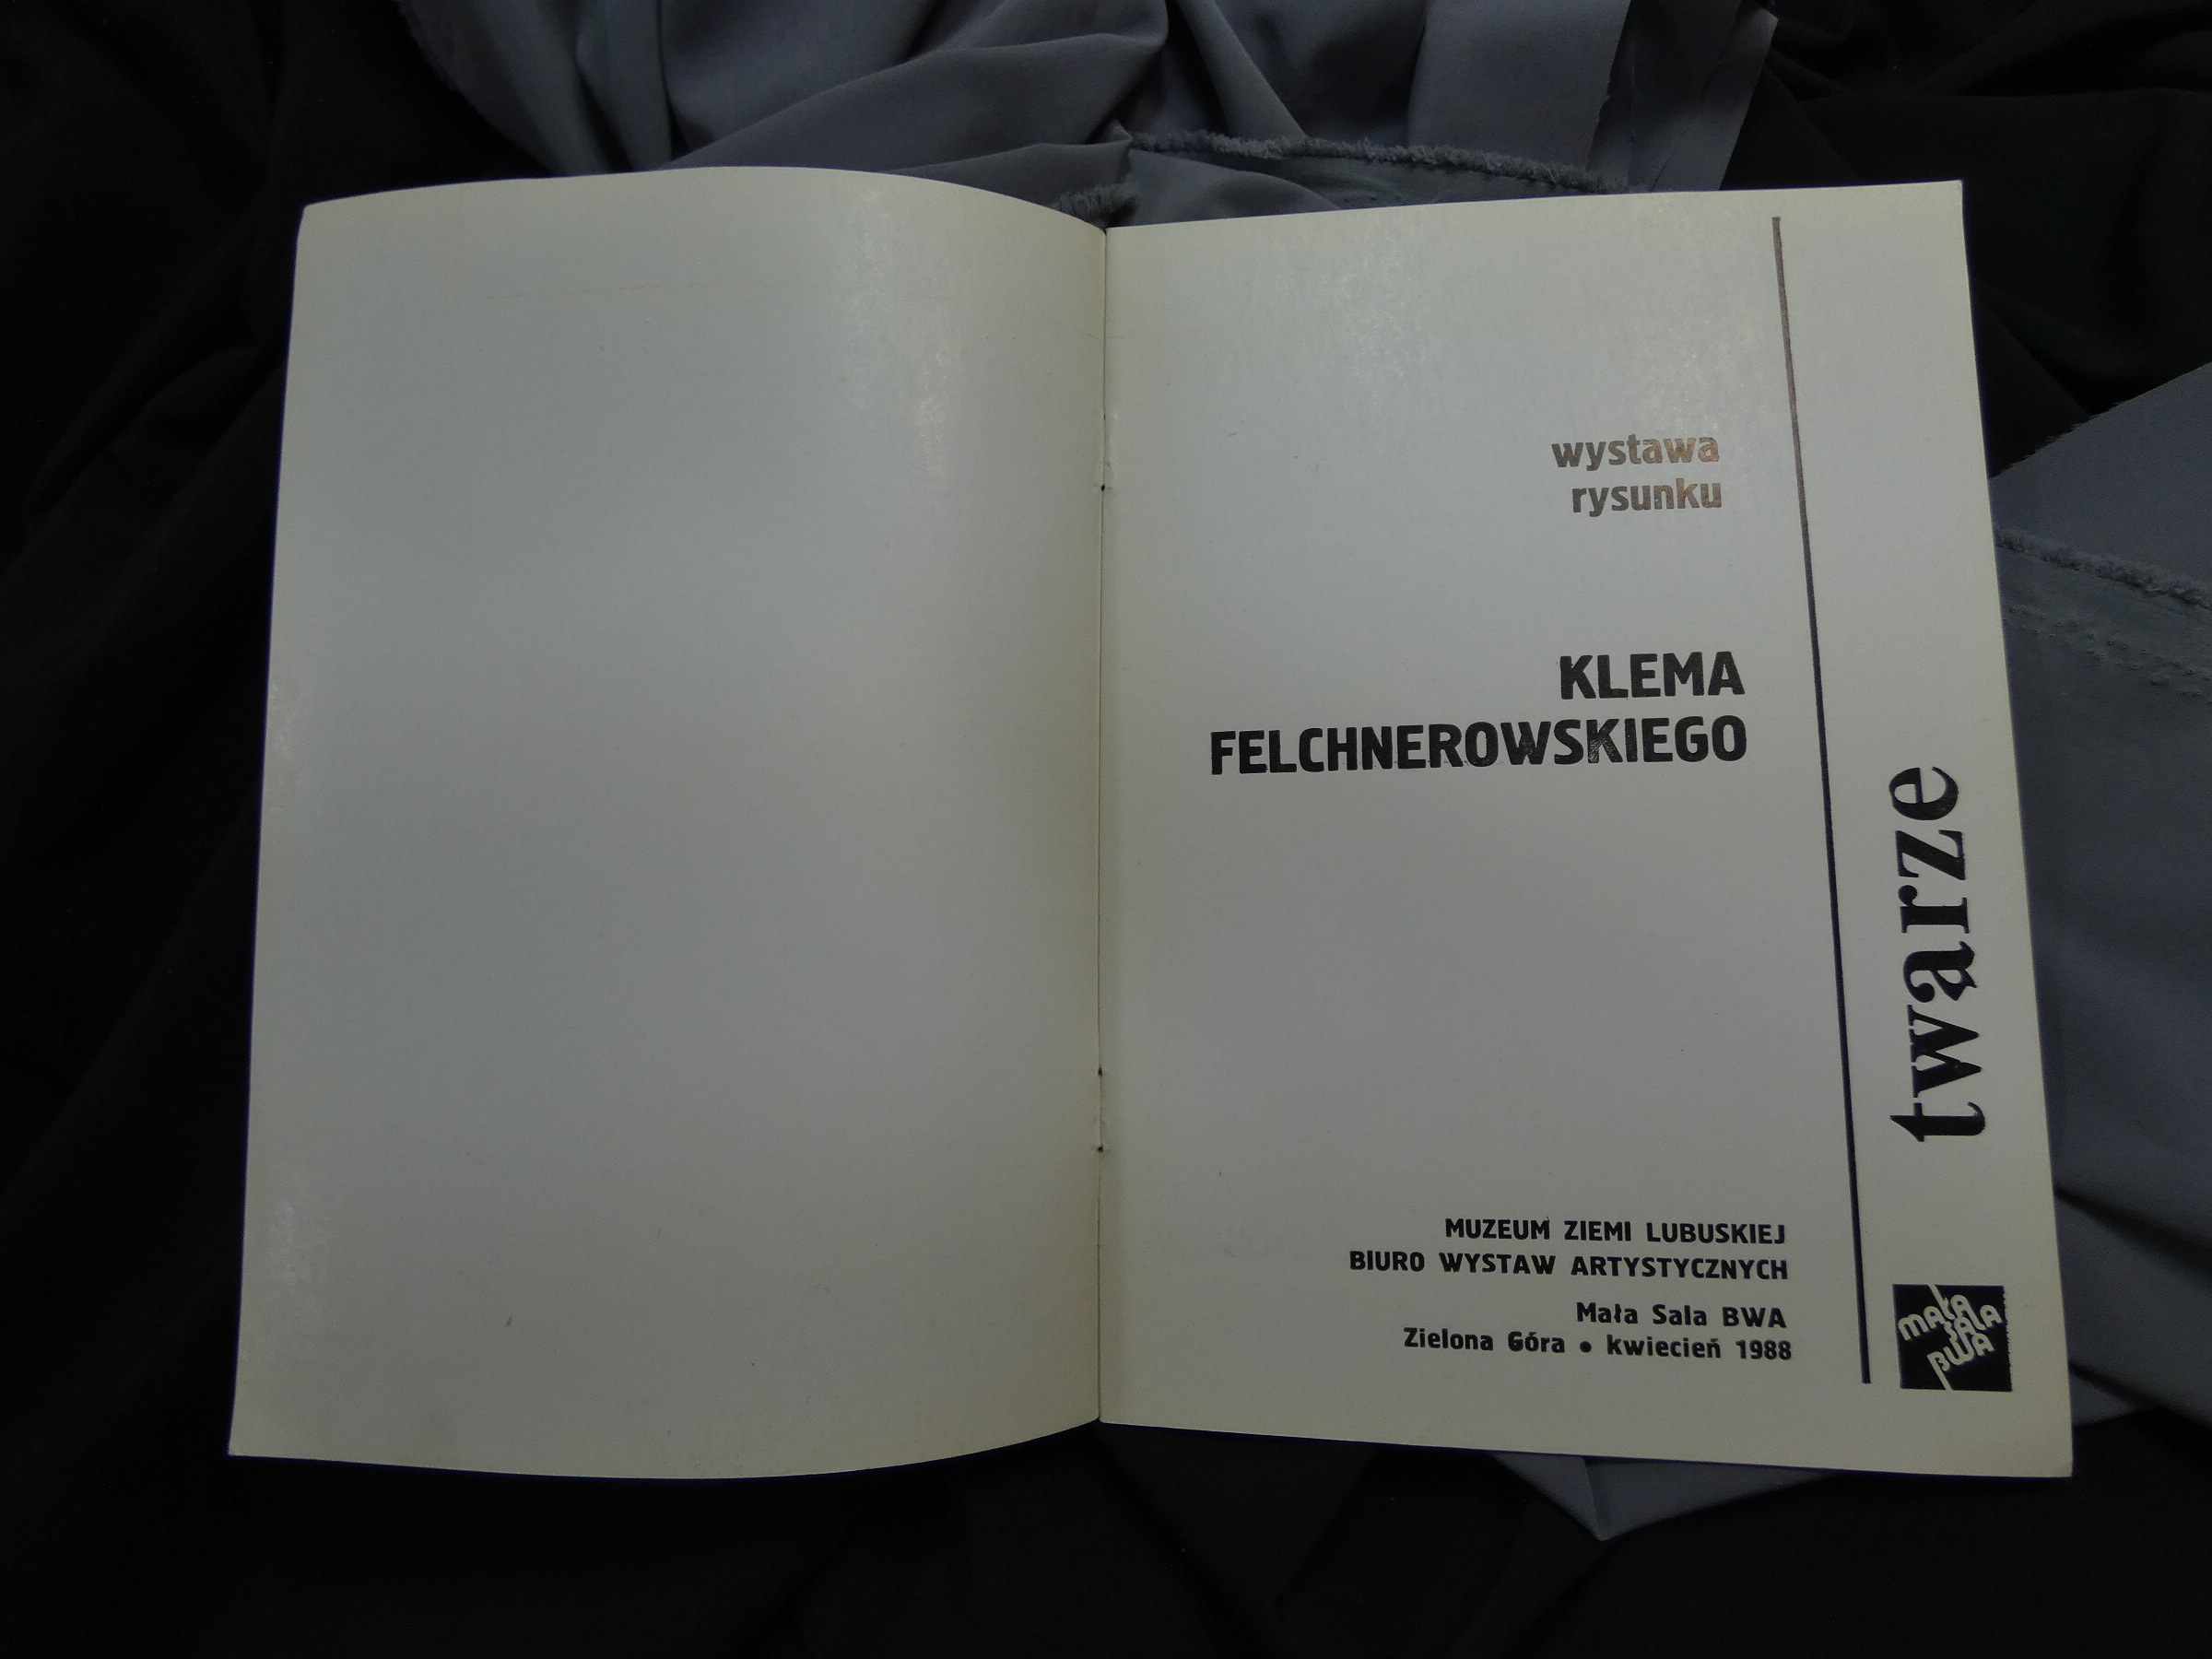 wystawa
rysunku
KLEMA
FELCHNEROWSKIEGO
twarze
MUZEUM ZIEMI LUBUSKIEJ
BIURO WYSTAW ARTYSTYCZNYCH
Mała Sala BWA
Zielona Góra • kwiecień 1988
mała
sala
BWA